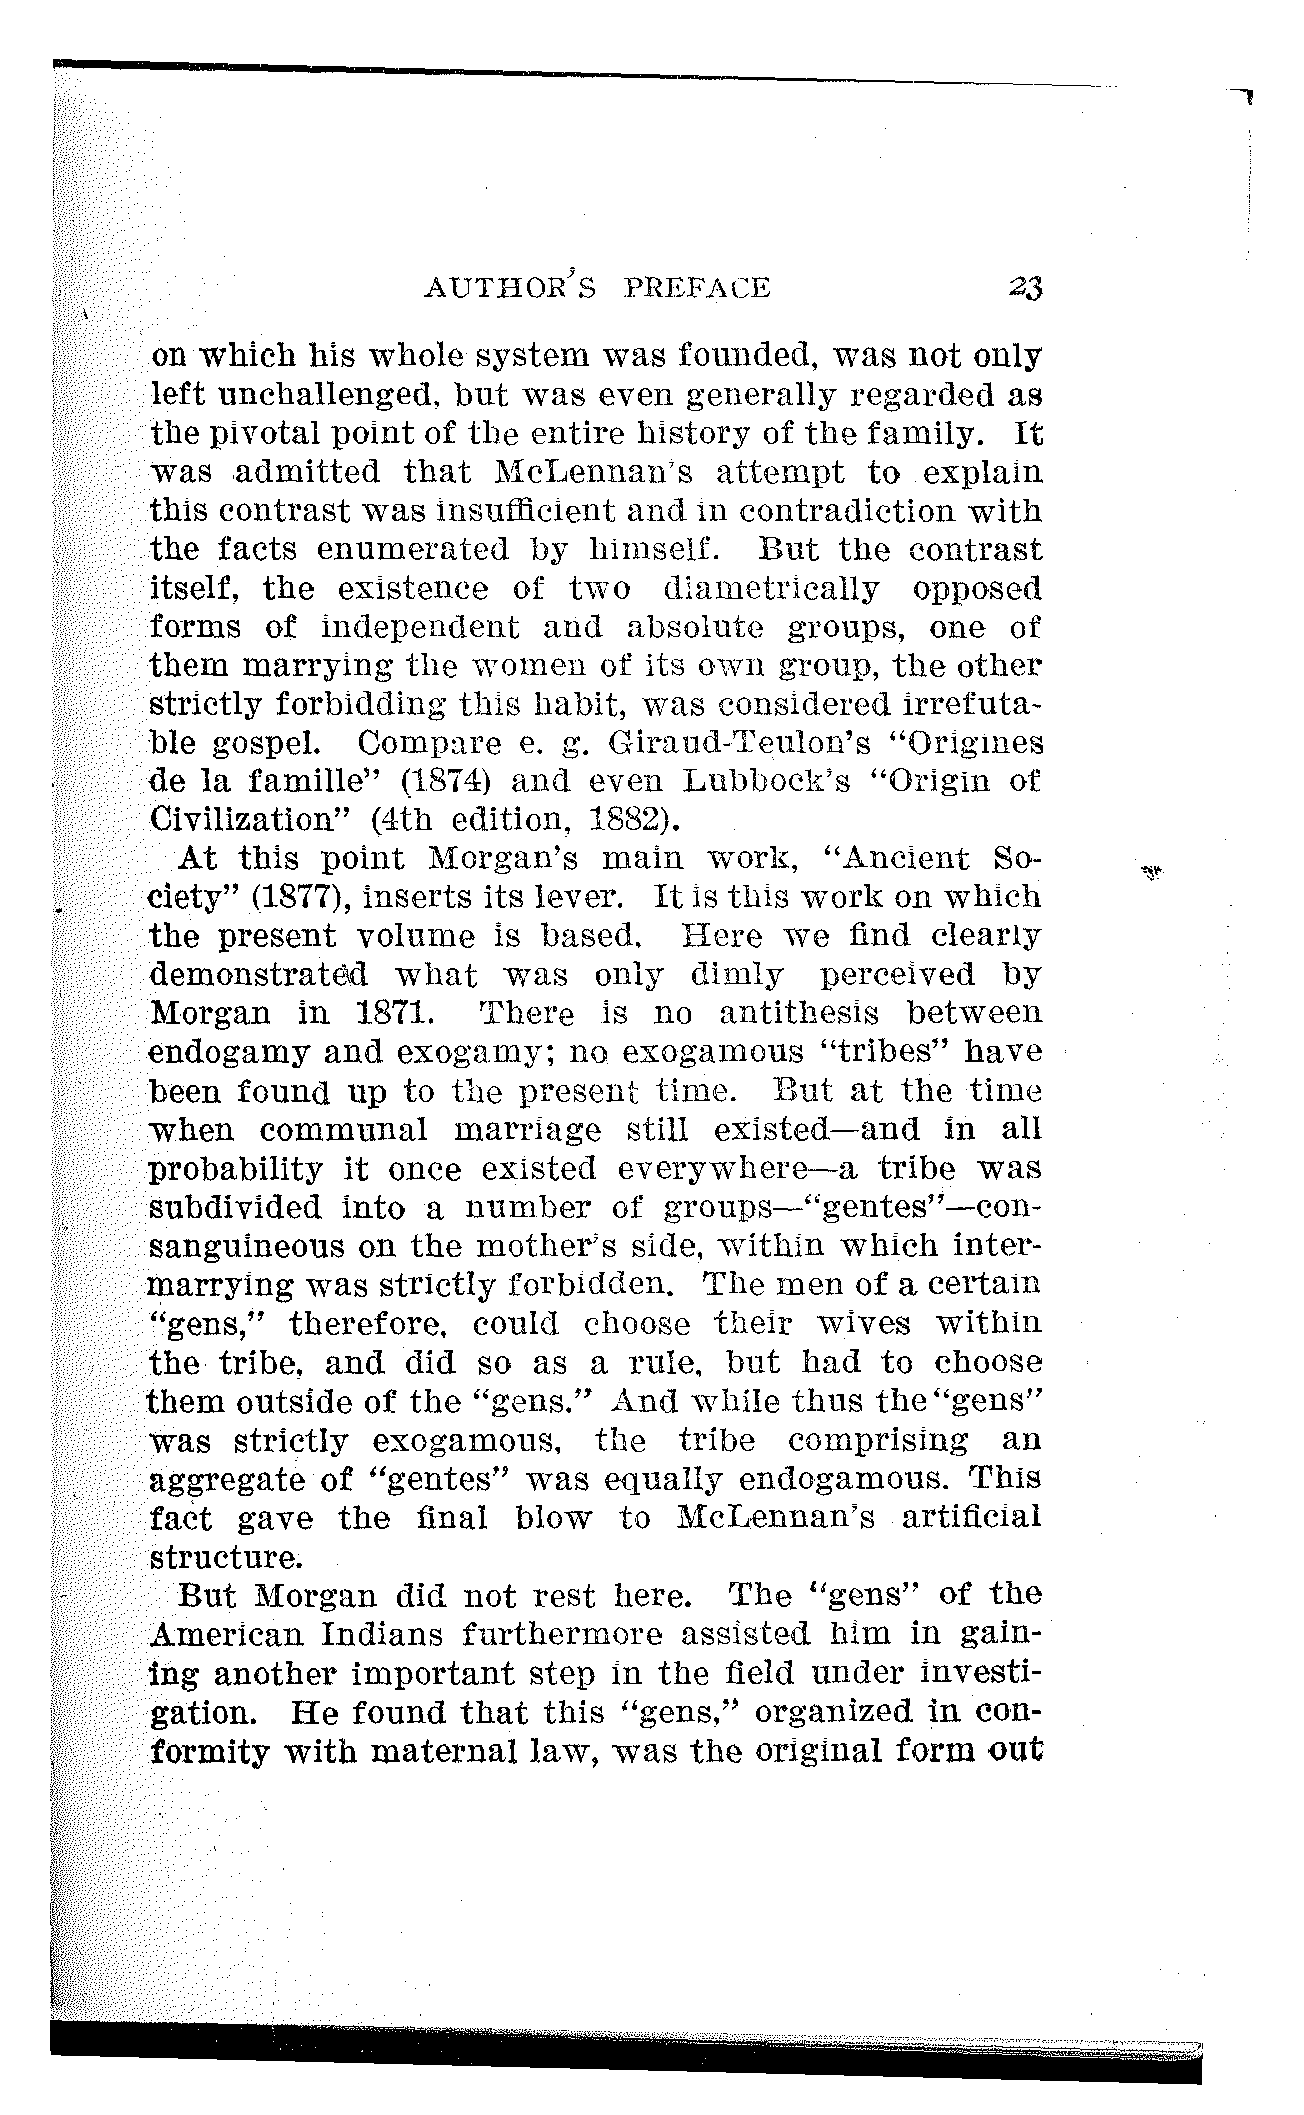 AUTHOR'S PREFACE 23
on which his whole system was founded, was not only
left unchallenged, but was even generally regarded as
the pivotal point of the entire history of the family. It
was admitted that McLennan's attempt to explain
this contrast was insufficient and in contradiction with
the facts enumerated by himself. But the contrast
itself, the existence of two diametrically opposed
forms of independent and absolute groups, one of
them marrying the women of its own group, the other
strictly forbidding this habit, was considered irrefuta-
ble gospel. Compare e. g. Giraud-Teulon's “Origines
de la famille” (1874) and even Lubbock's “Origin of
Civilization” (4th edition, 1882).
At this point Morgan's main work, “Ancient So-
ciety” (1877), inserts its lever. It is this work on which
the present volume is based. Here we find clearly
demonstrated what was only dimly perceived by
Morgan in 1871. There is no antithesis between
endogamy and exogamy; no exogamous “tribes” have
been found up to the present time. But at the time
when communal marriage still existed—and in all
probability it once existed everywhere—a tribe was
subdivided into a number of groups—“gentes”—con-
sanguineous on the mother's side, within which inter-
marrying was strictly forbidden. The men of a certain
“gens,” therefore, could choose their wives within
the tribe, and did so as a rule, but had to choose
them outside of the “gens.” And while thus the “gens”
was strictly exogamous, the tribe comprising an
aggregate of “gentes” was equally endogamous. This
fact gave the final blow to McLennan's artificial
structure.
But Morgan did not rest here. The “gens” of the
American Indians furthermore assisted him in gain-
ing another important step in the field under investi-
gation. He found that this “gens,” organized in con-
formity with maternal law, was the original form out